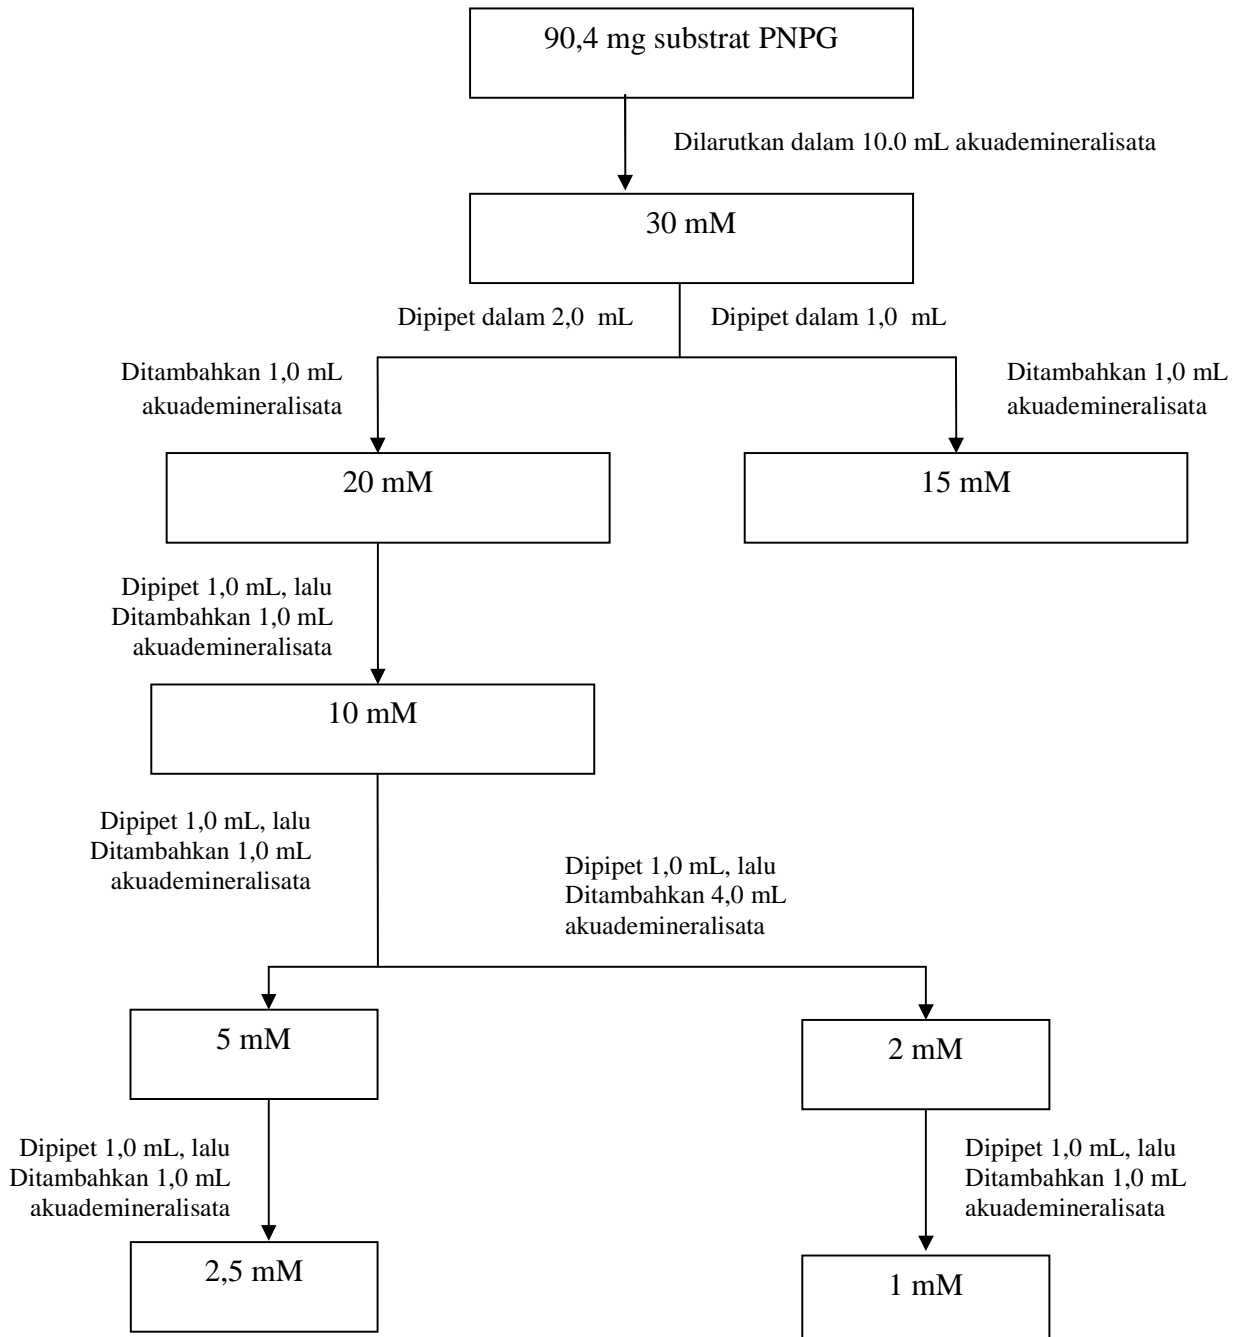 90,4 mg substrat PNPG
Dilarutkan dalam 10.0 mL akuademineralisata
30 mM
Dipipet dalam 2,0 mL
Dipipet dalam 1,0 mL
Ditambahkan 1,0 mL
akuademineralisata
Ditambahkan 1,0 mL
akuademineralisata
20 mM
15 mM
Dipipet 1,0 mL, lalu
Ditambahkan 1,0 mL
akuademineralisata
10 mM
Dipipet 1,0 mL, lalu
Ditambahkan 1,0 mL
akuademineralisata
Dipipet 1,0 mL, lalu
Ditambahkan 4,0 mL
akuademineralisata
5 mM
2 mM
Dipipet 1,0 mL, lalu
Ditambahkan 1,0 mL
akuademineralisata
Dipipet 1,0 mL, lalu
Ditambahkan 1,0 mL
akuademineralisata
2,5 mM
1 mM